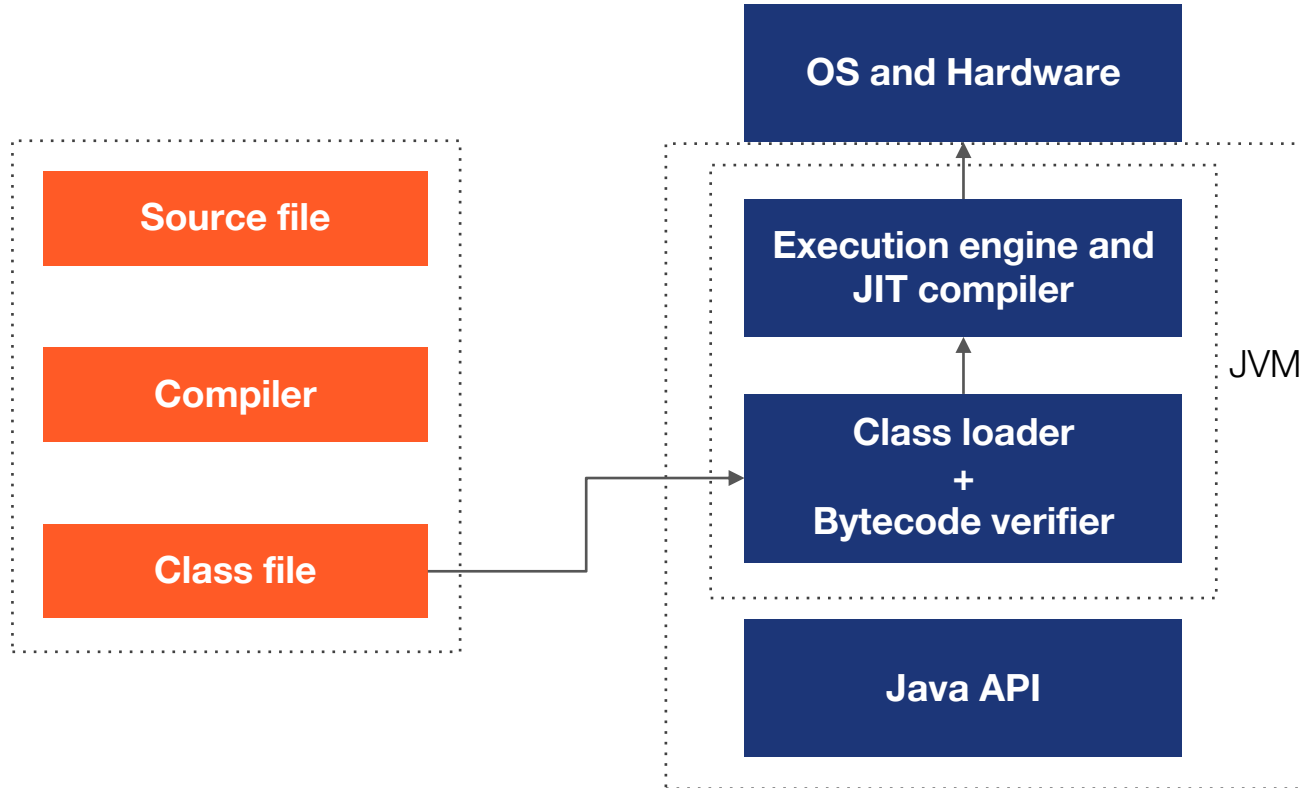 OS and Hardware
Source file
Compiler
Class file
Execution engine and
JIT compiler
JVM
Class loader
+
Bytecode verifier
Java API